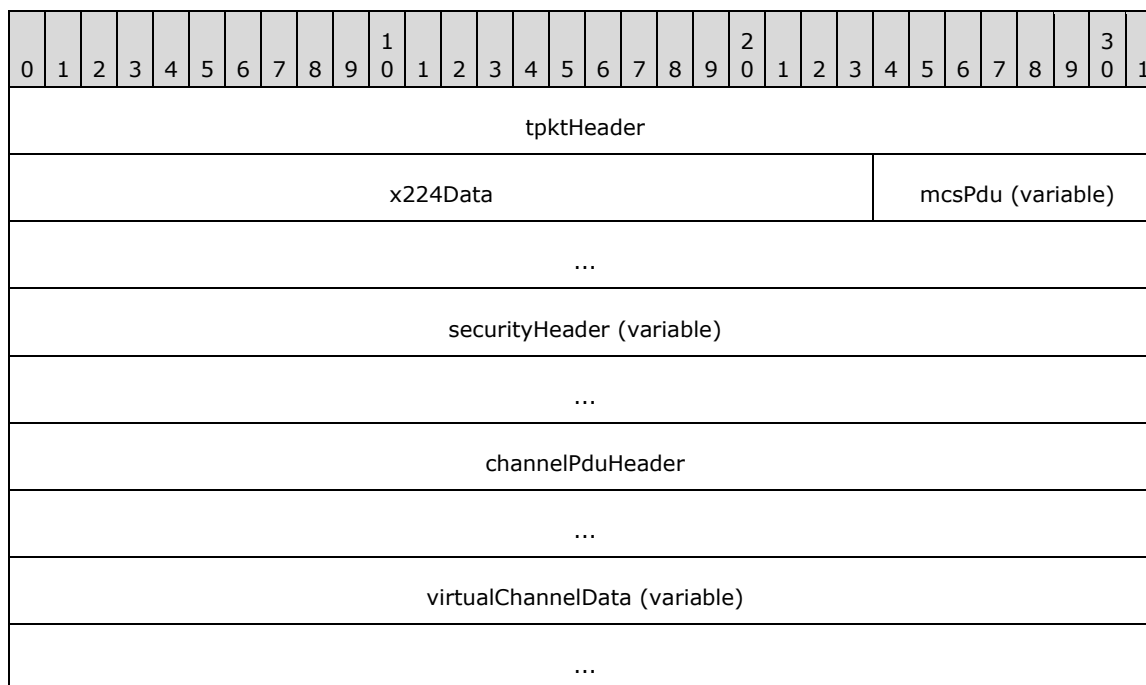 1 2 3
0 1 2 3 4 5 6 7 8 9 0 1 2 3 4 5 6 7 8 9 0 1 2 3 4 5 6 7 8 9 0 1
tpktHeader
x224Data mcsPdu (variable)
...
securityHeader (variable)
...
channelPduHeader
...
virtualChannelData (variable)
...